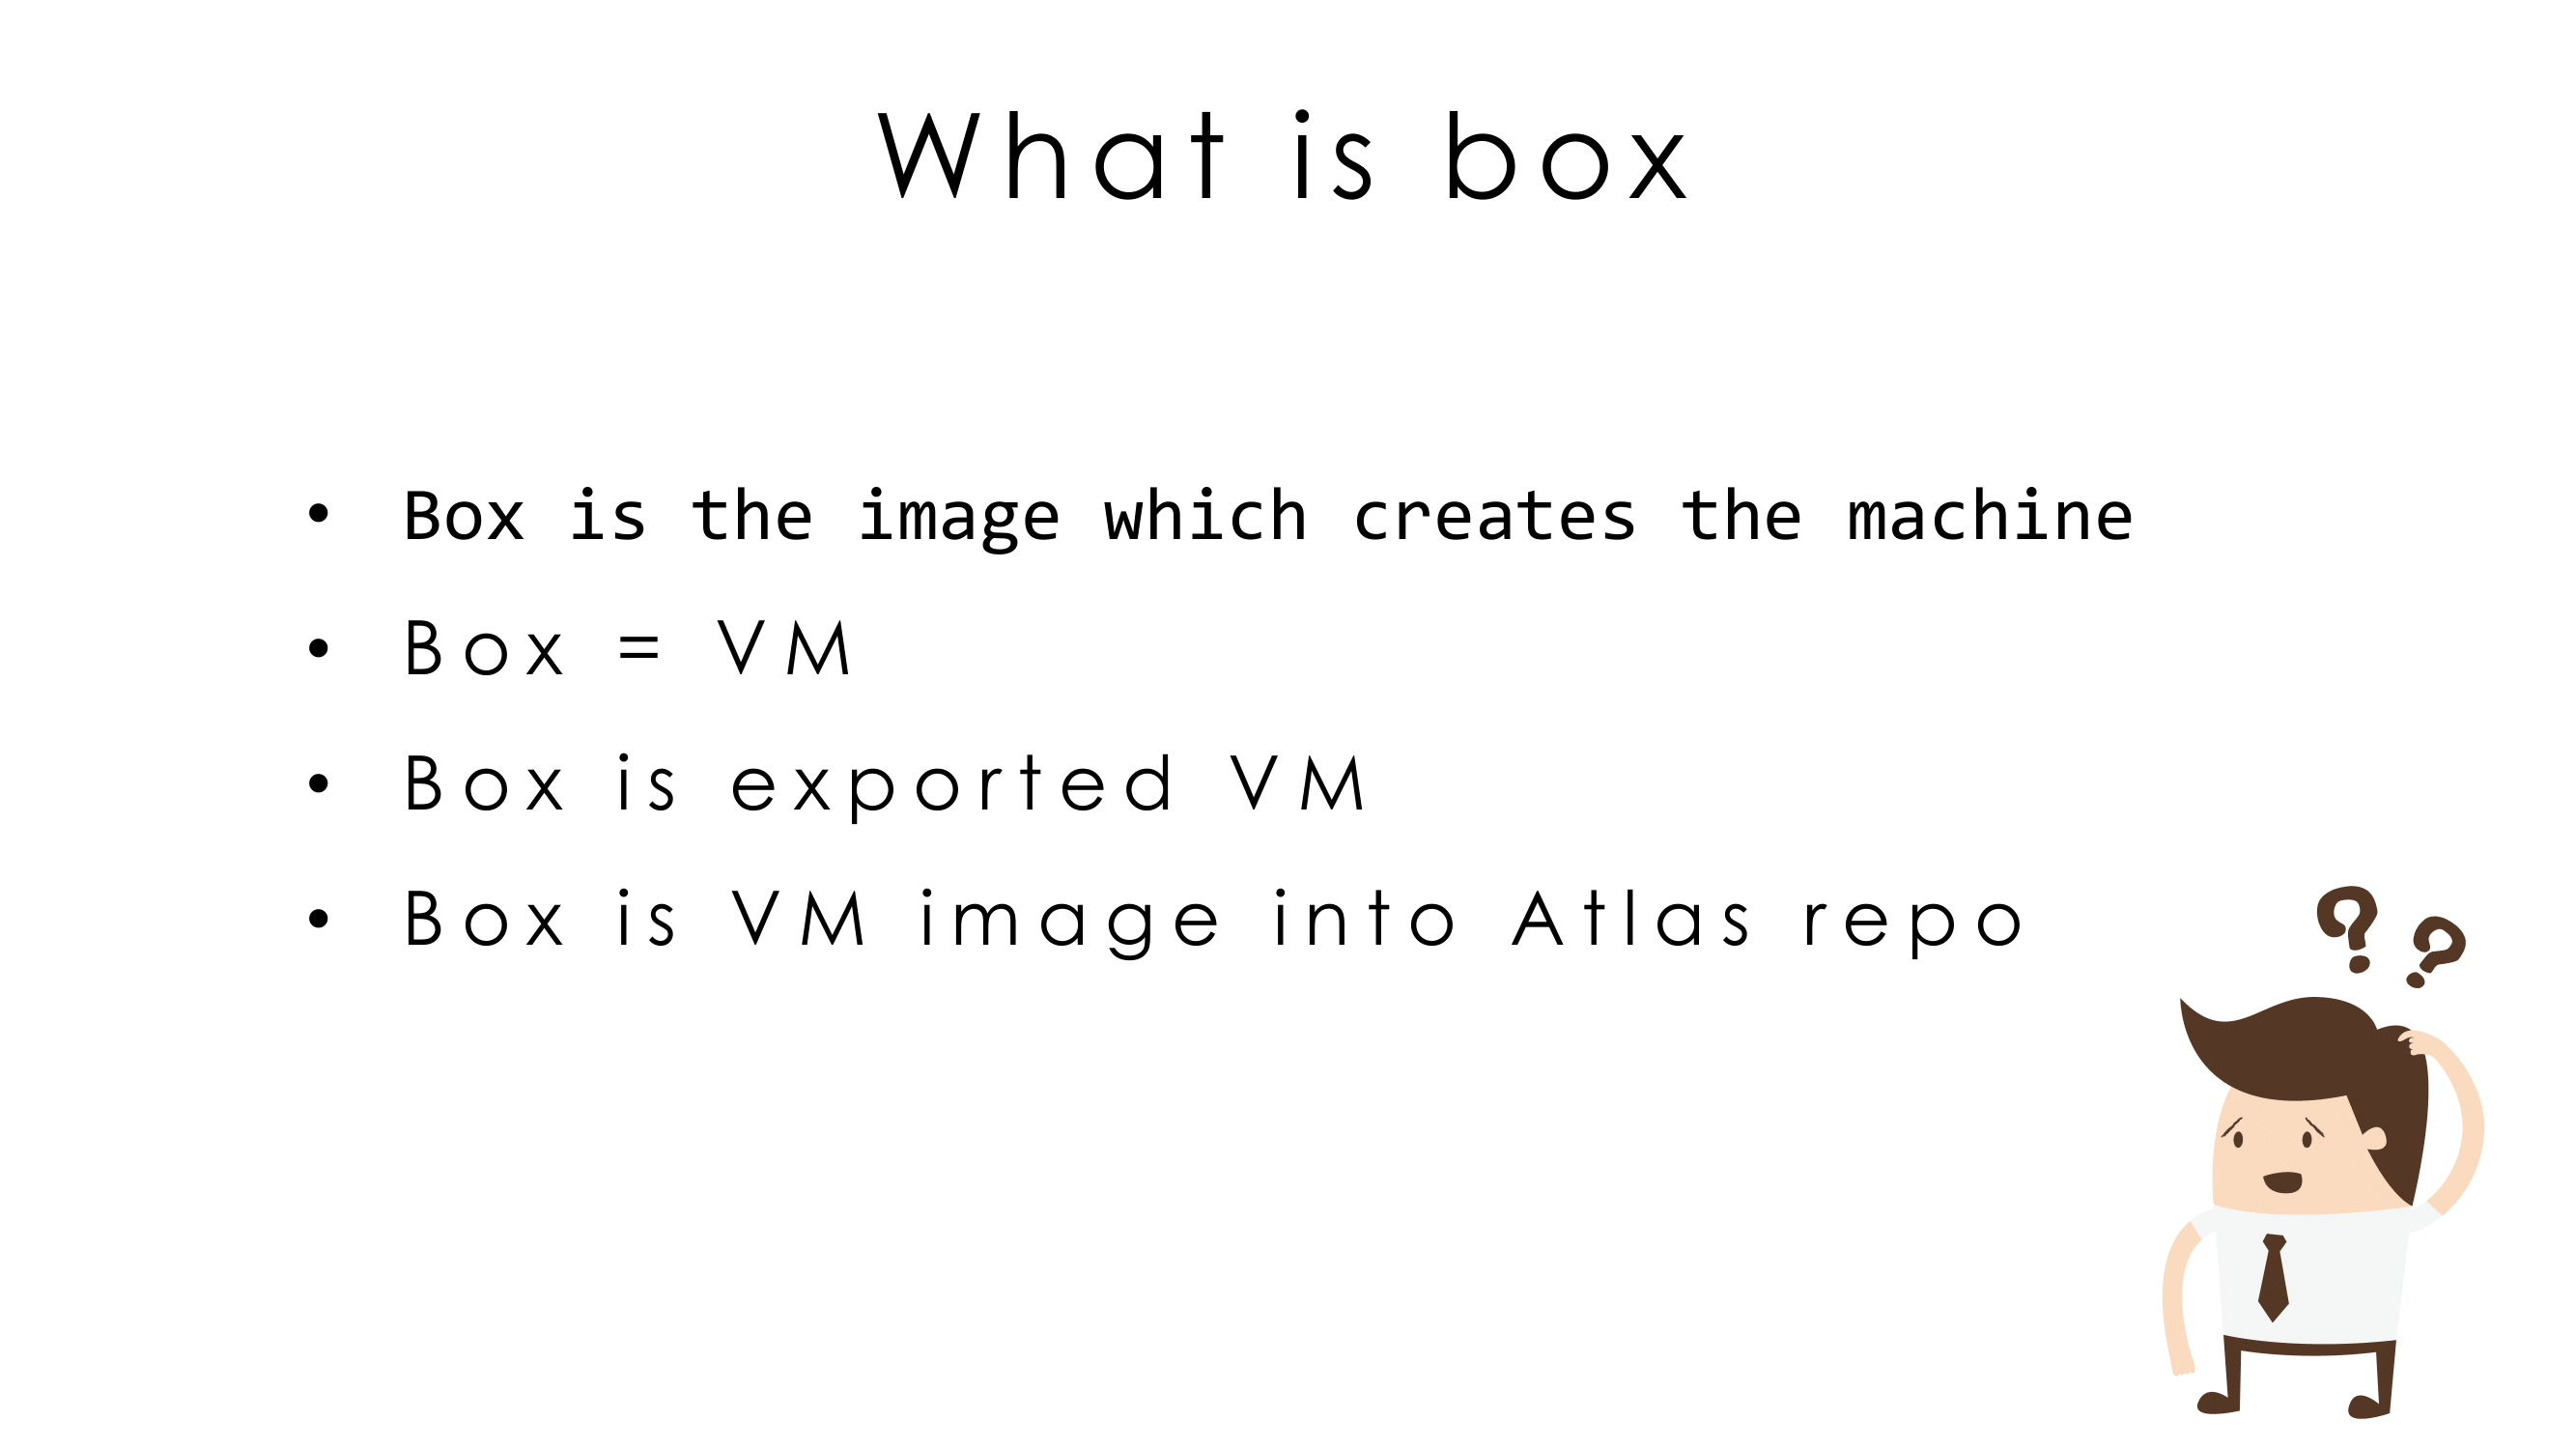 What is box
• Box is the image which creates the machine
• Box = VM
• Box is exported VM
• Box is VM image into Atlas repo
? ?